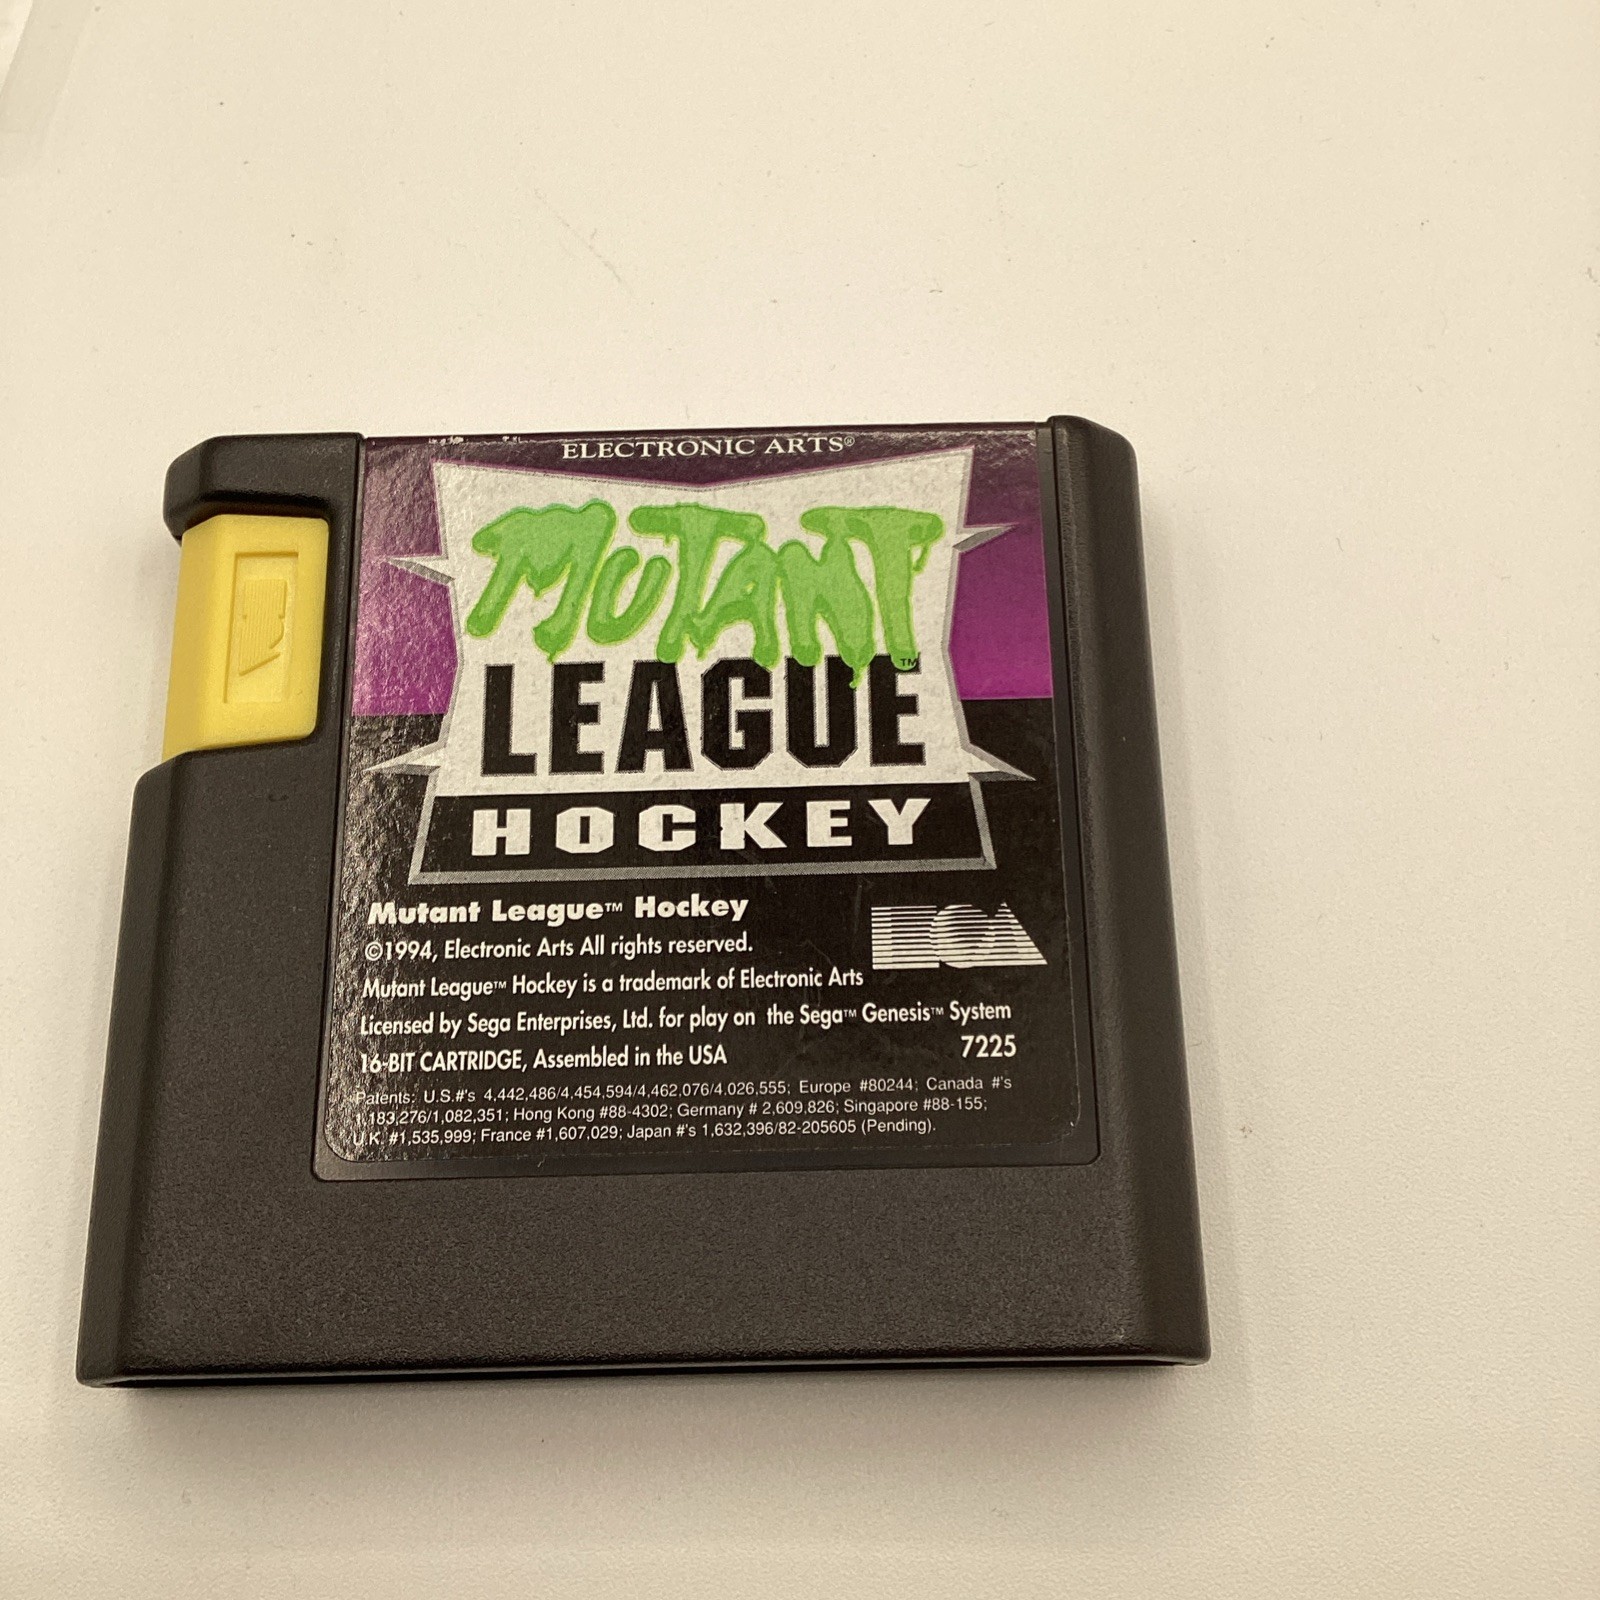 ELECTRONIC ARTS®
MUTANT™
LEAGUE
HOCKEY
Mutant League™ Hockey
©1994, Electronic Arts All rights reserved.
EOA
Mutant League™ Hockey is a trademark of Electronic Arts
Licensed by Sega Enterprises, Ltd. for play on the Sega™ Genesis™ System
16-BIT CARTRIDGE, Assembled in the USA 7225
Patents: U.S.#'s 4,442,486/4,454,594/4,462,076/4,026,555; Europe #80244; Canada #'s
1,183,276/1,082,351; Hong Kong #88-4302; Germany # 2,609,826; Singapore #88-155;
U.K. #1,535,999; France #1,607,029; Japan #'s 1,632,396/82-205605 (Pending).